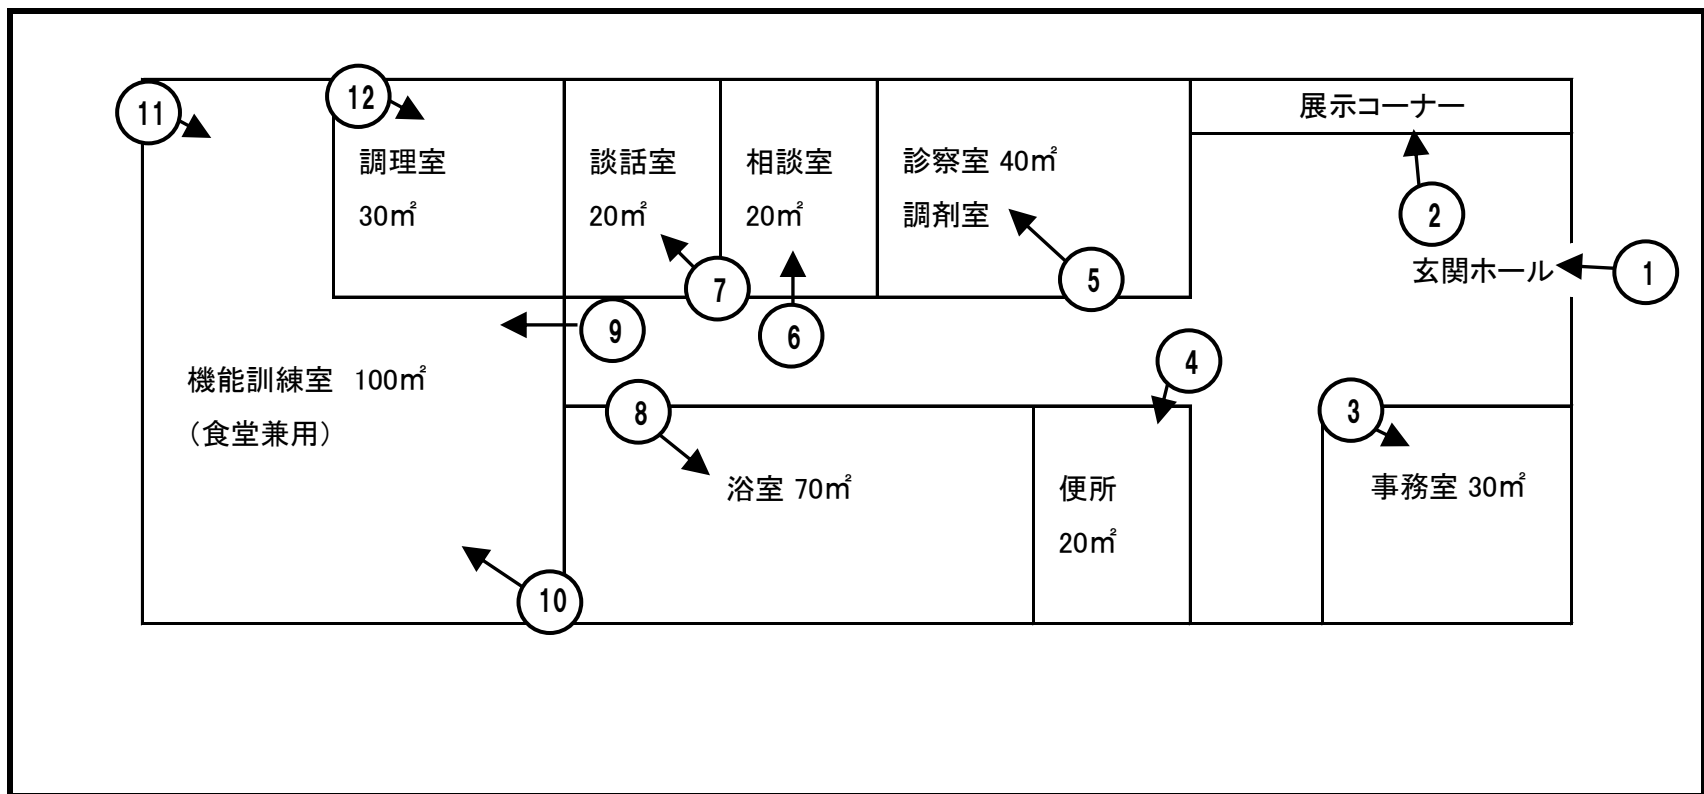 展示コーナー
⑪
⑫
調理室
30㎡
談話室
20㎡
相談室
20㎡
診察室 40㎡
調剤室
②
①
玄関ホール
⑤
⑦
⑥
⑨
④
機能訓練室 100㎡
（食堂兼用）
⑧
③
浴室 70㎡
便所
20㎡
事務室 30㎡
⑩